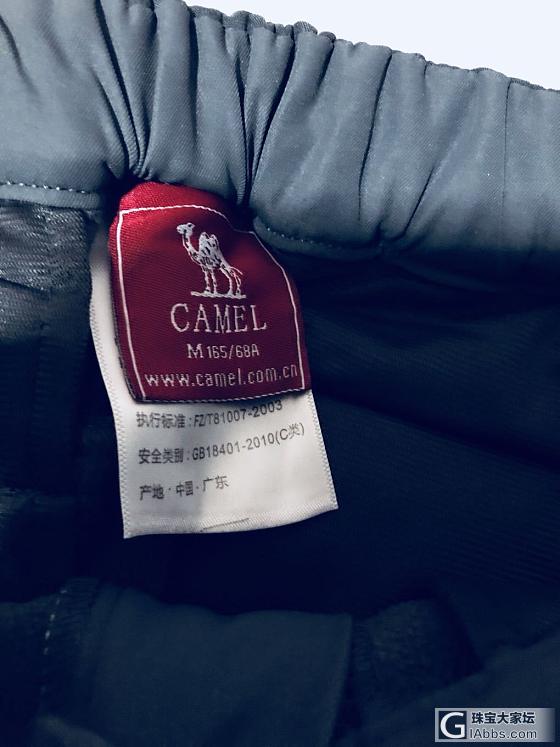 CAMEL
M 165/68A
www.camel.com.cn
执行标准：FZ/T81007-2003
安全类别：GB18401-2010(C类)
产地：中国·广东
G 珠宝大家坛
GIAbbs.com